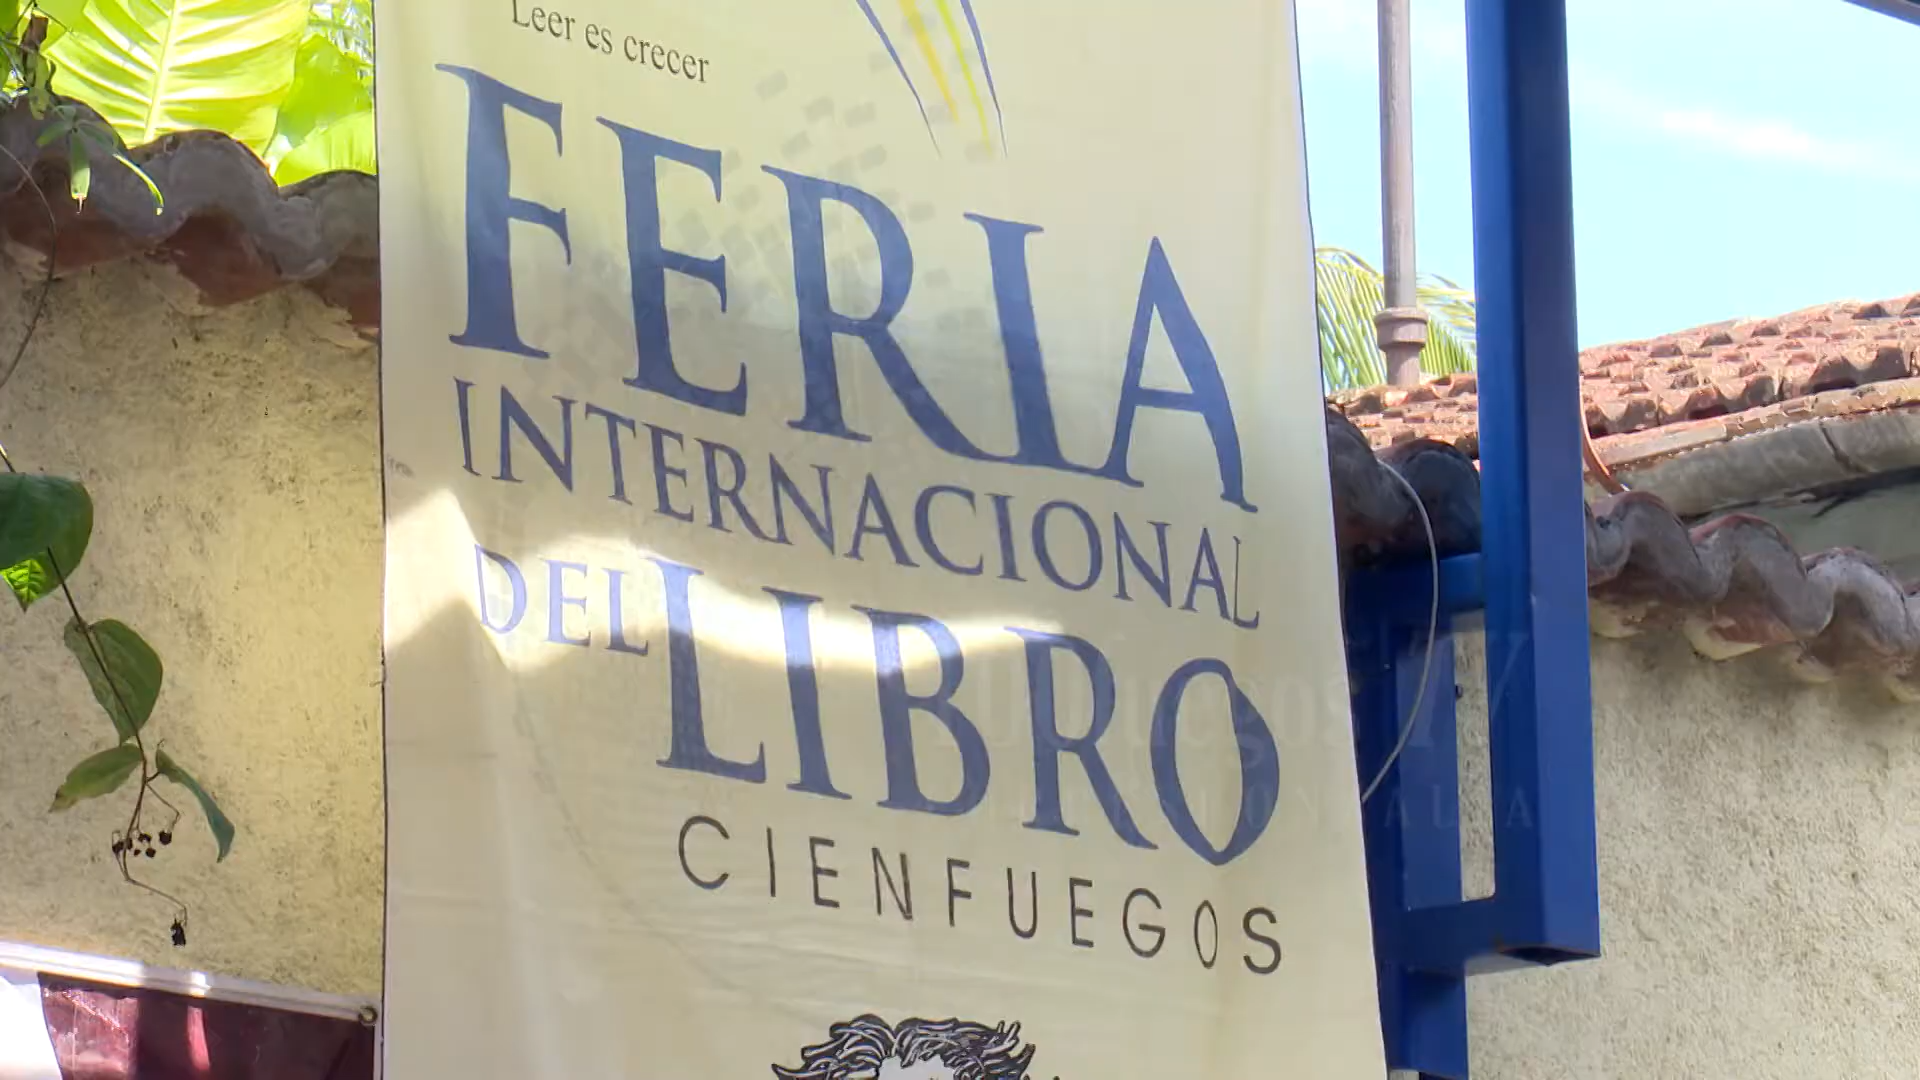 Leer es crecer
FERIA
INTERNACIONAL
DEL LIBRO
CIENFUEGOS